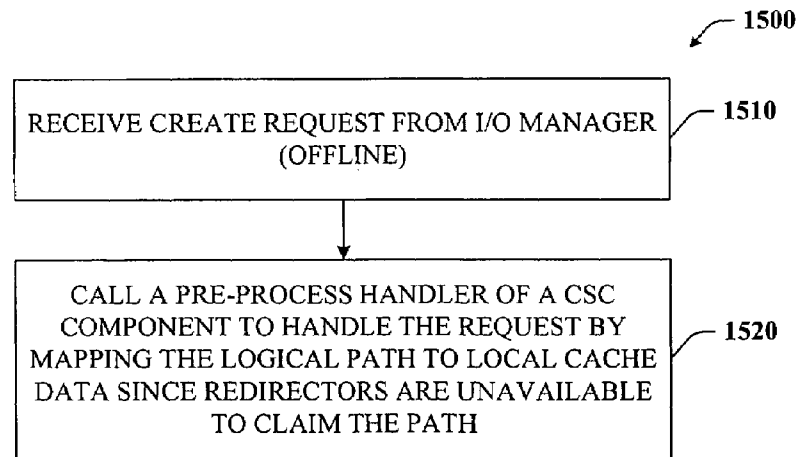 1500
RECEIVE CREATE REQUEST FROM I/O MANAGER
(OFFLINE)
1510
CALL A PRE-PROCESS HANDLER OF A CSC
COMPONENT TO HANDLE THE REQUEST BY
MAPPING THE LOGICAL PATH TO LOCAL CACHE
DATA SINCE REDIRECTORS ARE UNAVAILABLE
TO CLAIM THE PATH
1520